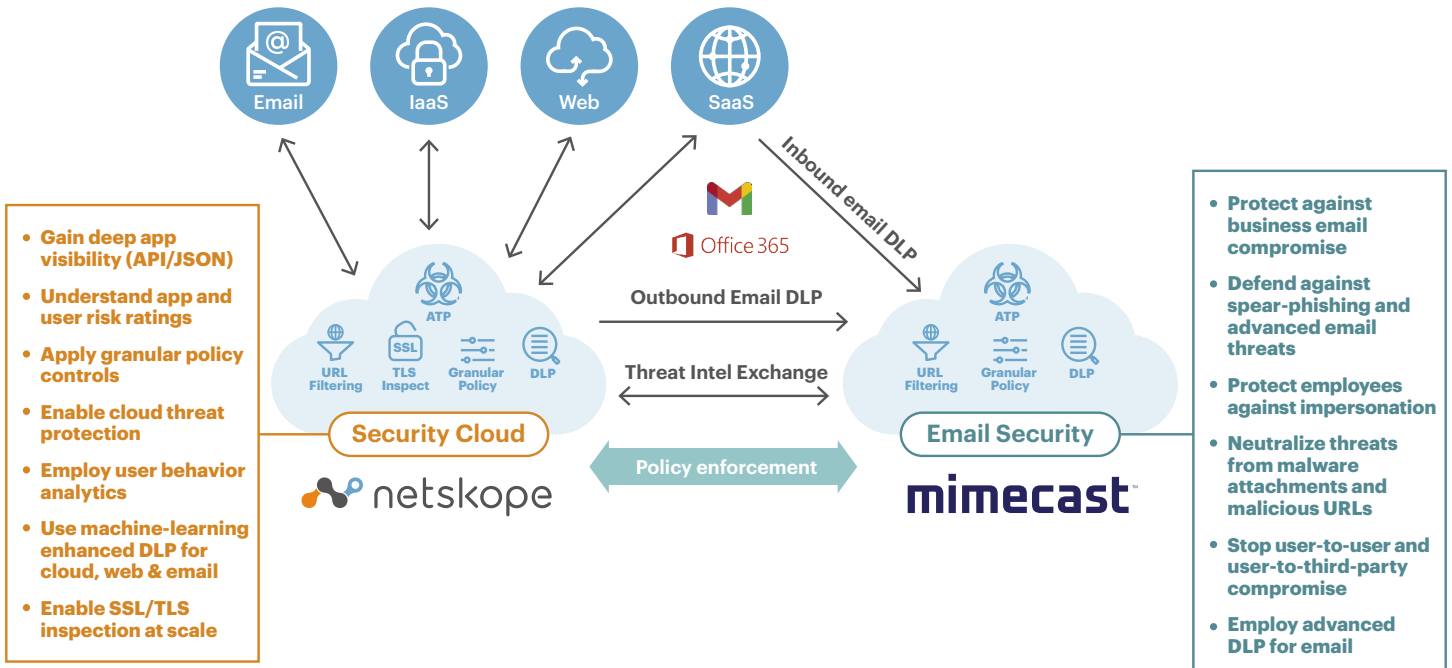 @
Email
IaaS
Web
SaaS
Inbound email DLP
Office 365
Outbound Email DLP
Threat Intel Exchange
Policy enforcement
• Gain deep app
visibility (API/JSON)
• Understand app and
user risk ratings
• Apply granular policy
controls
• Enable cloud threat
protection
• Employ user behavior
analytics
• Use machine-learning
enhanced DLP for
cloud, web & email
• Enable SSL/TLS
inspection at scale
ATP
URL
Filtering
SSL
TLS
Inspect
Granular
Policy
DLP
Security Cloud
netskope
ATP
URL
Filtering
Granular
Policy
DLP
Email Security
mimecast™
• Protect against
business email
compromise
• Defend against
spear-phishing and
advanced email
threats
• Protect employees
against impersonation
• Neutralize threats
from malware
attachments and
malicious URLs
• Stop user-to-user and
user-to-third-party
compromise
• Employ advanced
DLP for email